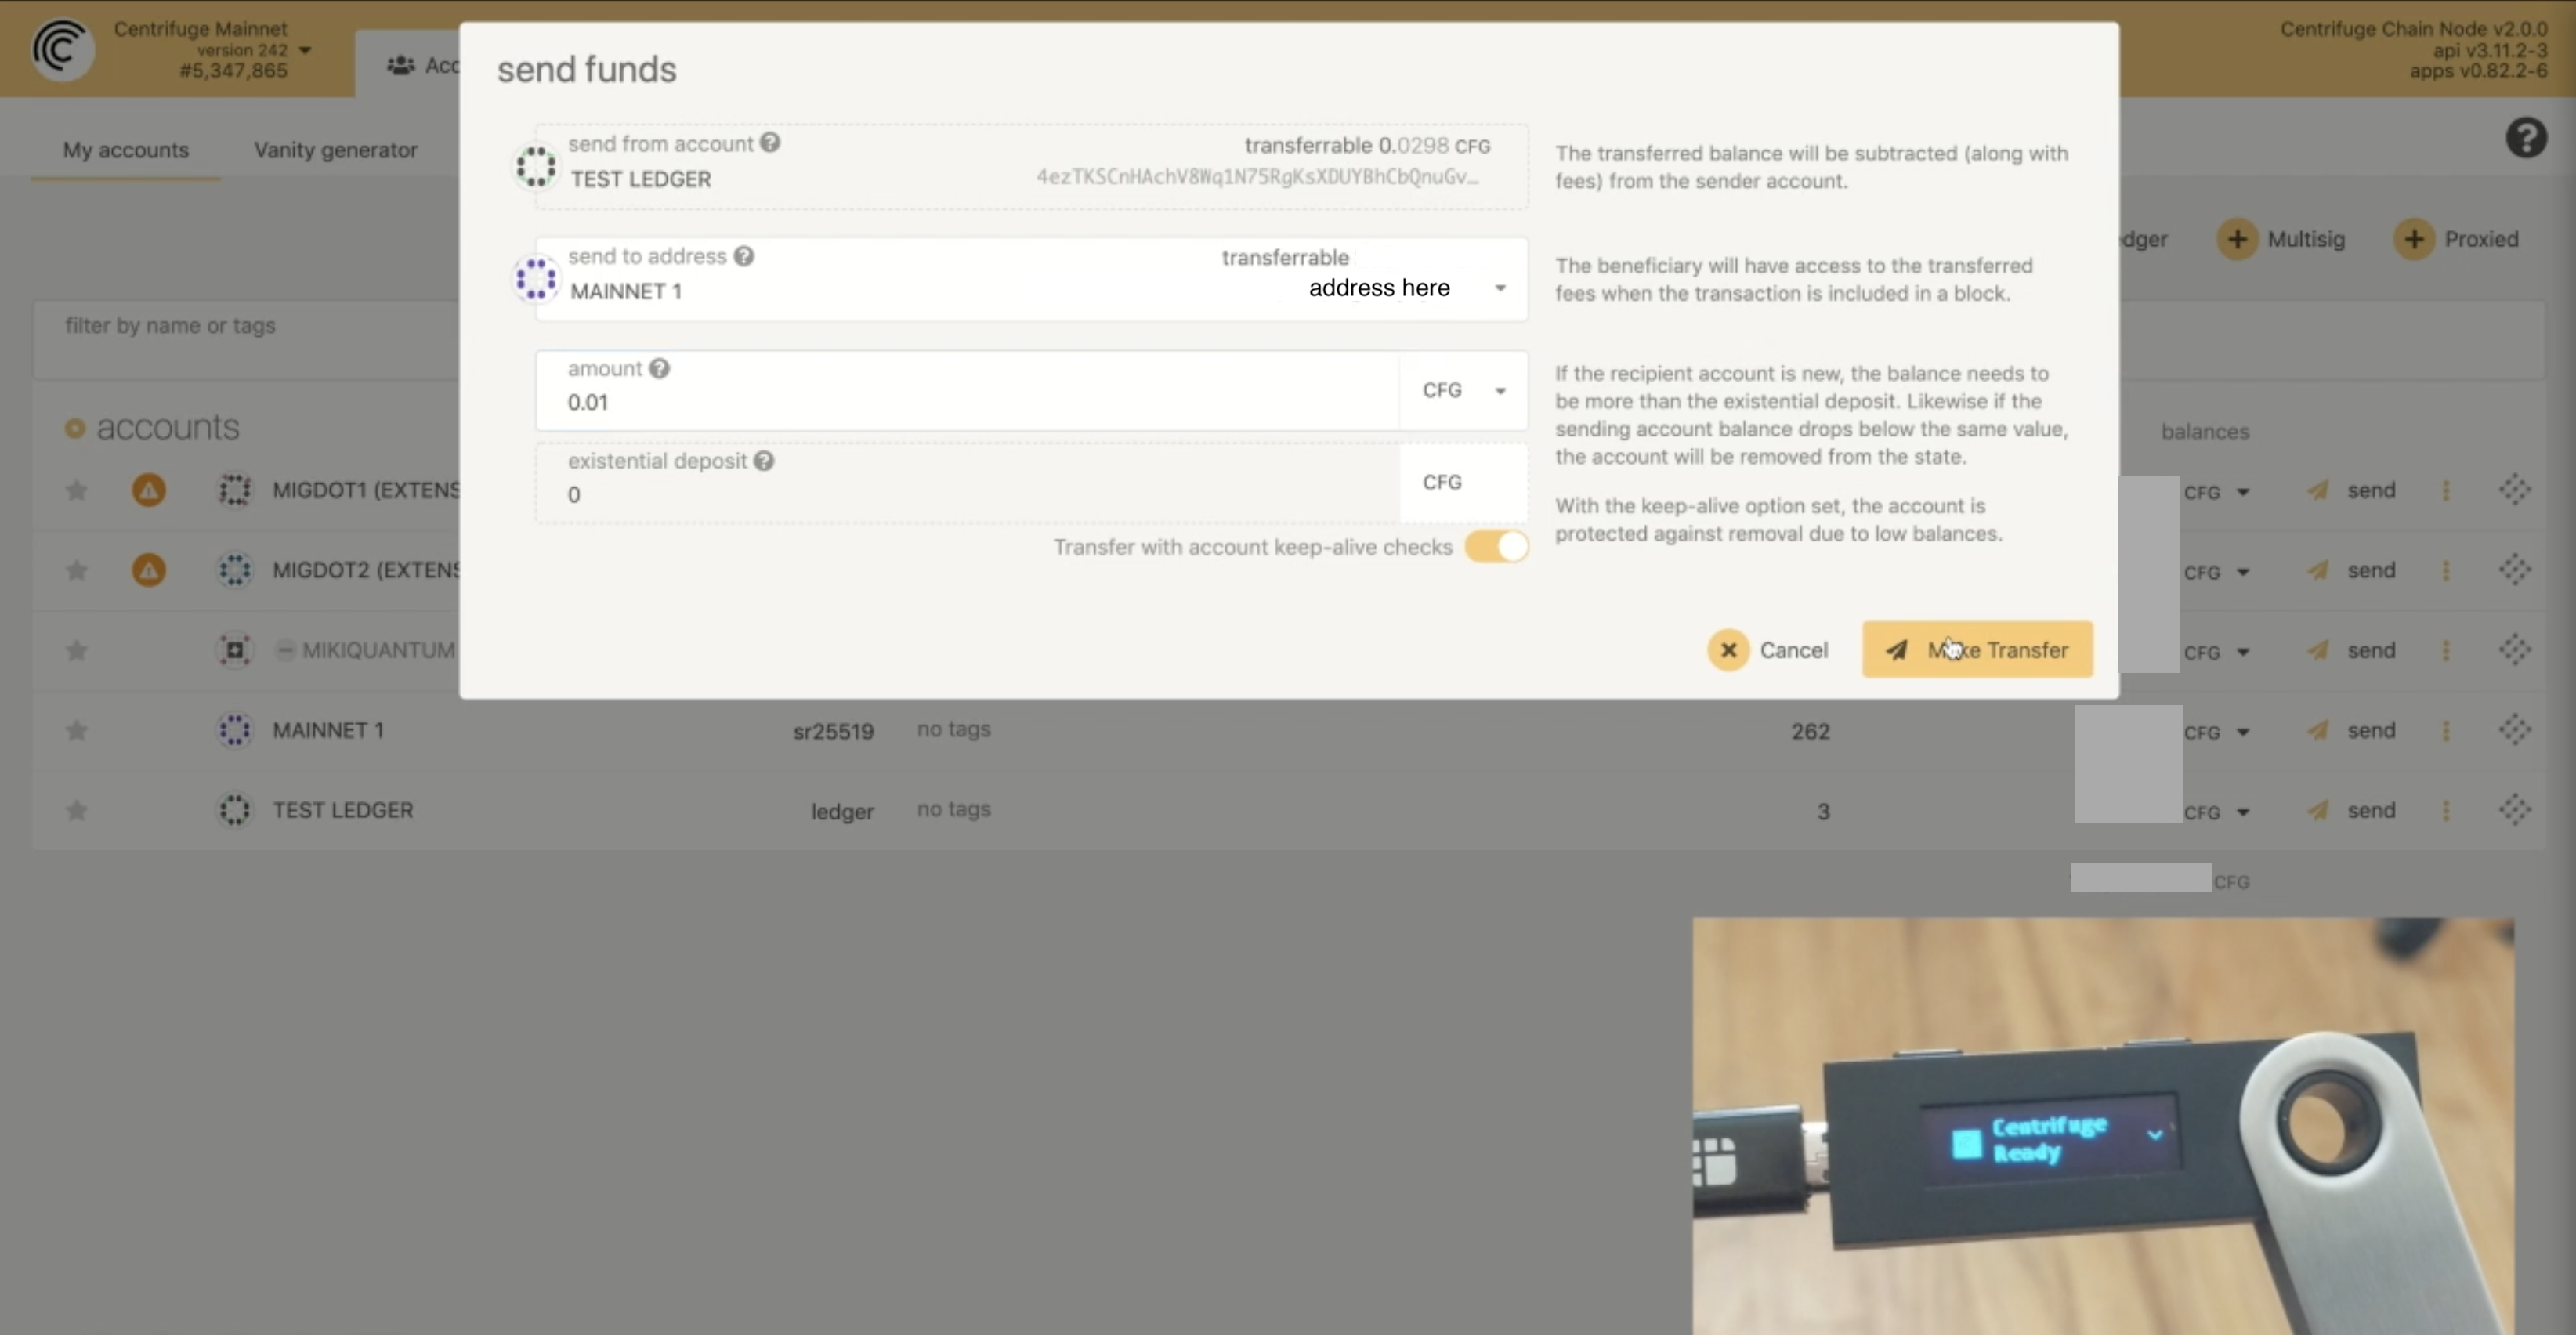 Centrifuge Mainnet
version 242
#5,347,865
Acc
Centrifuge Chain Node v2.0.0
api v3.11.2-3
apps v0.82.2-6
My accounts
Vanity generator
send funds
send from account
transferrable 0.0298 CFG
TEST LEDGER
4ezTKSCnHAchV8Wq1N75RgKsXDUYBhCbQnuGv…
The transferred balance will be subtracted (along with
fees) from the sender account.
send to address
transferrable
MAINNET 1
address here
The beneficiary will have access to the transferred
fees when the transaction is included in a block.
dger
Multisig
Proxied
filter by name or tags
amount
0.01
CFG
If the recipient account is new, the balance needs to
be more than the existential deposit. Likewise if the
sending account balance drops below the same value,
the account will be removed from the state.
existential deposit
0
CFG
With the keep-alive option set, the account is
protected against removal due to low balances.
Transfer with account keep-alive checks
Cancel
Make Transfer
accounts
balances
MIGDOT1 (EXTENS
CFG
send
MIGDOT2 (EXTENS
CFG
send
MIKIQUANTUM
CFG
send
MAINNET 1
sr25519
no tags
262
CFG
send
TEST LEDGER
ledger
no tags
3
CFG
send
CFG
Centrifuge
Ready